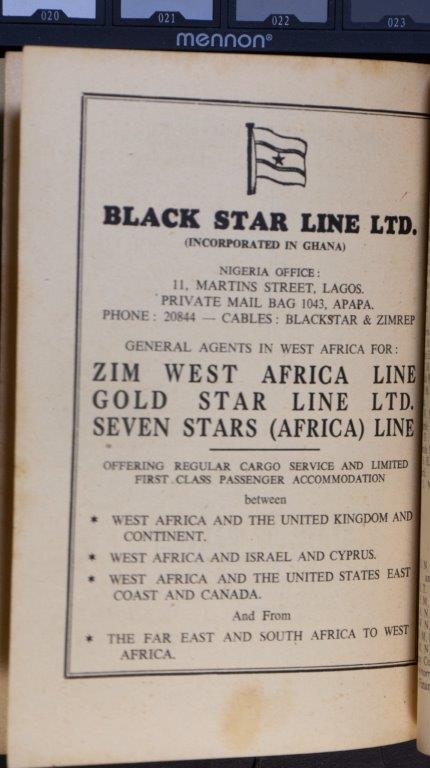 020
021
022
023
mennon®
BLACK STAR LINE LTD.
(INCORPORATED IN GHANA)
NIGERIA OFFICE :
11, MARTINS STREET, LAGOS.
PRIVATE MAIL BAG 1043, APAPA.
PHONE : 20844 — CABLES : BLACKSTAR & ZIMREP
GENERAL AGENTS IN WEST AFRICA FOR :
ZIM WEST AFRICA LINE
GOLD STAR LINE LTD.
SEVEN STARS (AFRICA) LINE
OFFERING REGULAR CARGO SERVICE AND LIMITED
FIRST CLASS PASSENGER ACCOMMODATION
between
* WEST AFRICA AND THE UNITED KINGDOM AND
CONTINENT.
* WEST AFRICA AND ISRAEL AND CYPRUS.
* WEST AFRICA AND THE UNITED STATES EAST
COAST AND CANADA.
And From
* THE FAR EAST AND SOUTH AFRICA TO WEST
AFRICA.